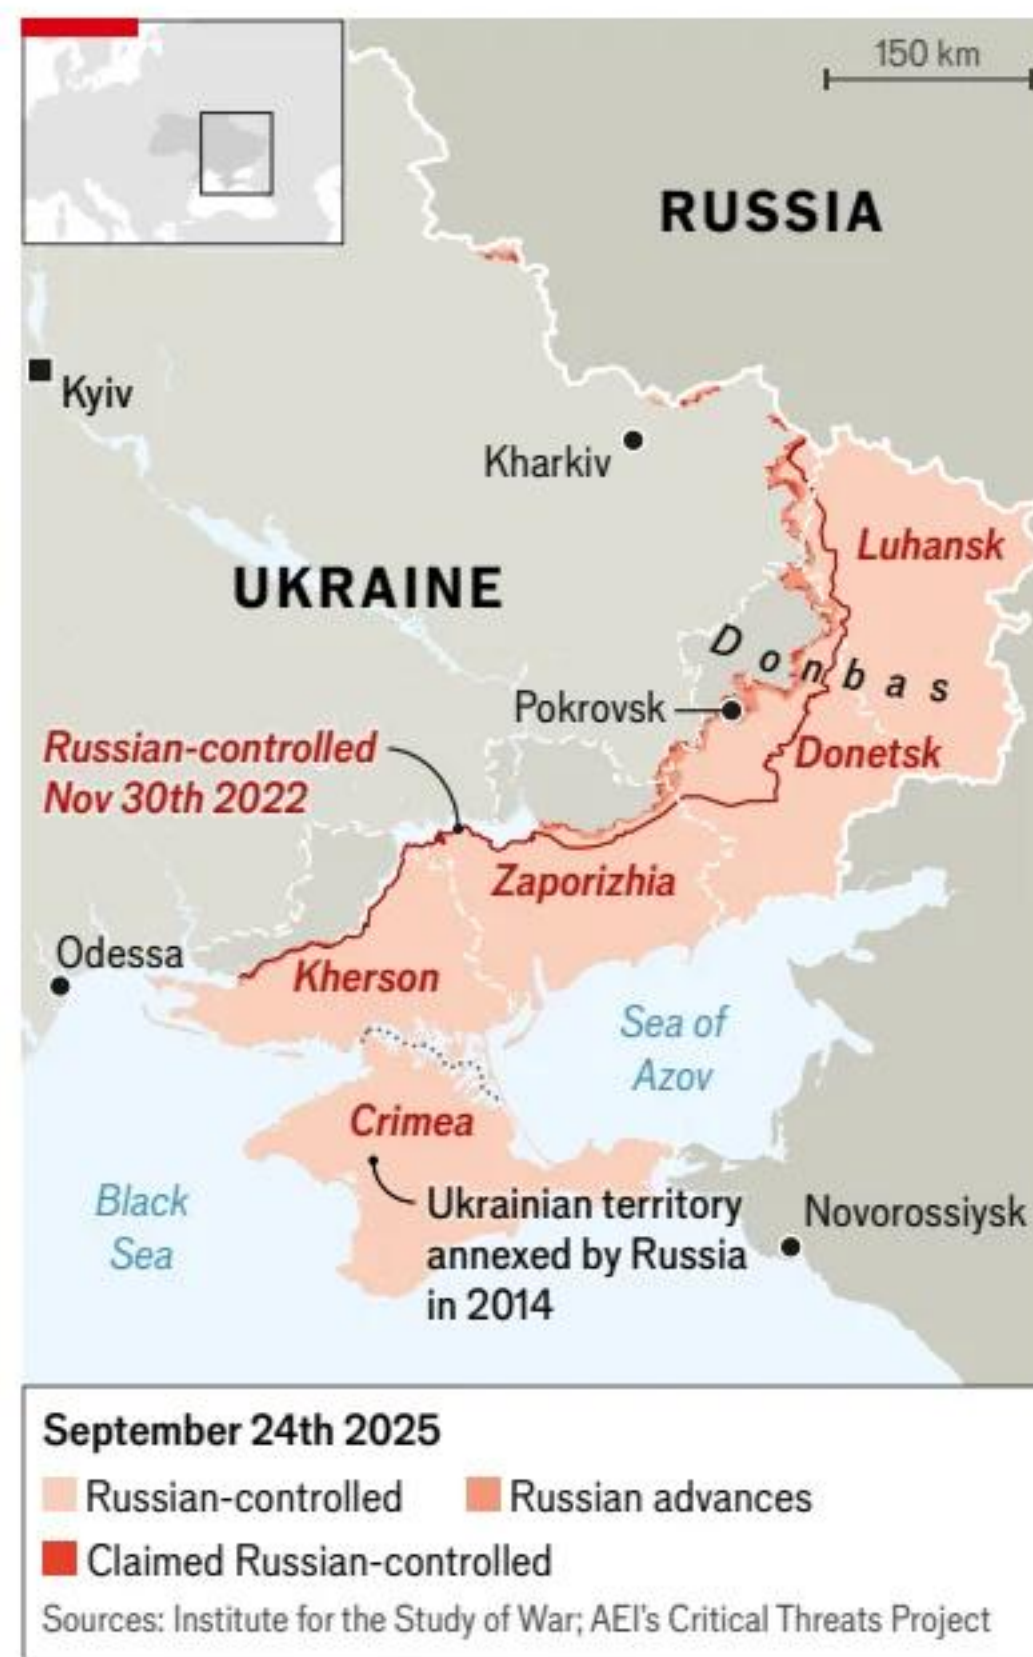 150 km
RUSSIA
Kyiv
Kharkiv
Luhansk
UKRAINE
Donbas
Pokrovsk
Russian-controlled
Nov 30th 2022
Donetsk
Zaporizhia
Odessa
Kherson
Sea of
Azov
Crimea
Black
Sea
Ukrainian territory
annexed by Russia
in 2014
Novorossiysk
September 24th 2025
Russian-controlled
Russian advances
Claimed Russian-controlled
Sources: Institute for the Study of War; AEI's Critical Threats Project